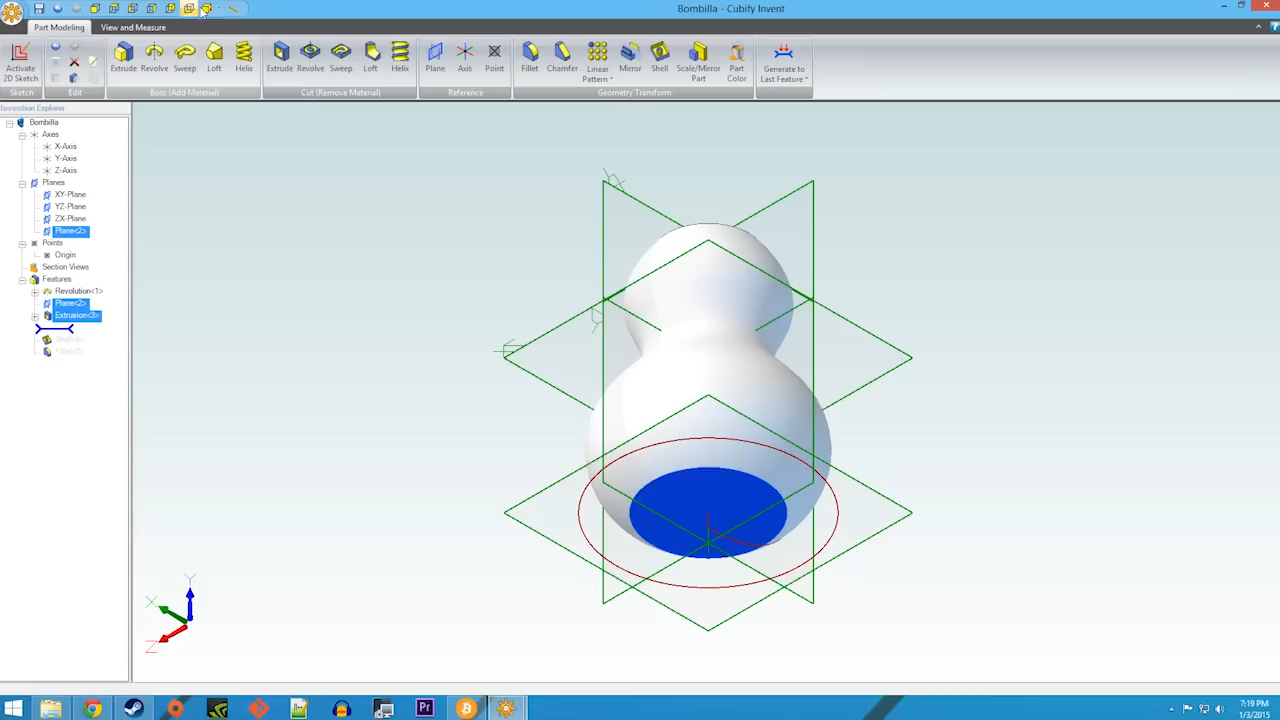 Bombilla - Cubify Invent
Part Modeling
View and Measure
Activate
2D Sketch
Extrude
Revolve
Sweep
Loft
Helix
Extrude
Revolve
Sweep
Loft
Helix
Plane
Axis
Point
Fillet
Chamfer
Linear
Pattern
Mirror
Shell
Scale/Mirror
Part
Part
Color
Generate to
Last Feature
Sketch
Edit
Boss (Add Material)
Cut (Remove Material)
Reference
Geometry Transform
Invention Explorer
Bombilla
Axes
X-Axis
Y-Axis
Z-Axis
Planes
XY-Plane
YZ-Plane
ZX-Plane
Plane<2>
Points
Origin
Section Views
Features
Revolution<1>
Plane<2>
Extrusion<3>
Y
X
Z
Pr
7:19 PM
1/3/2015